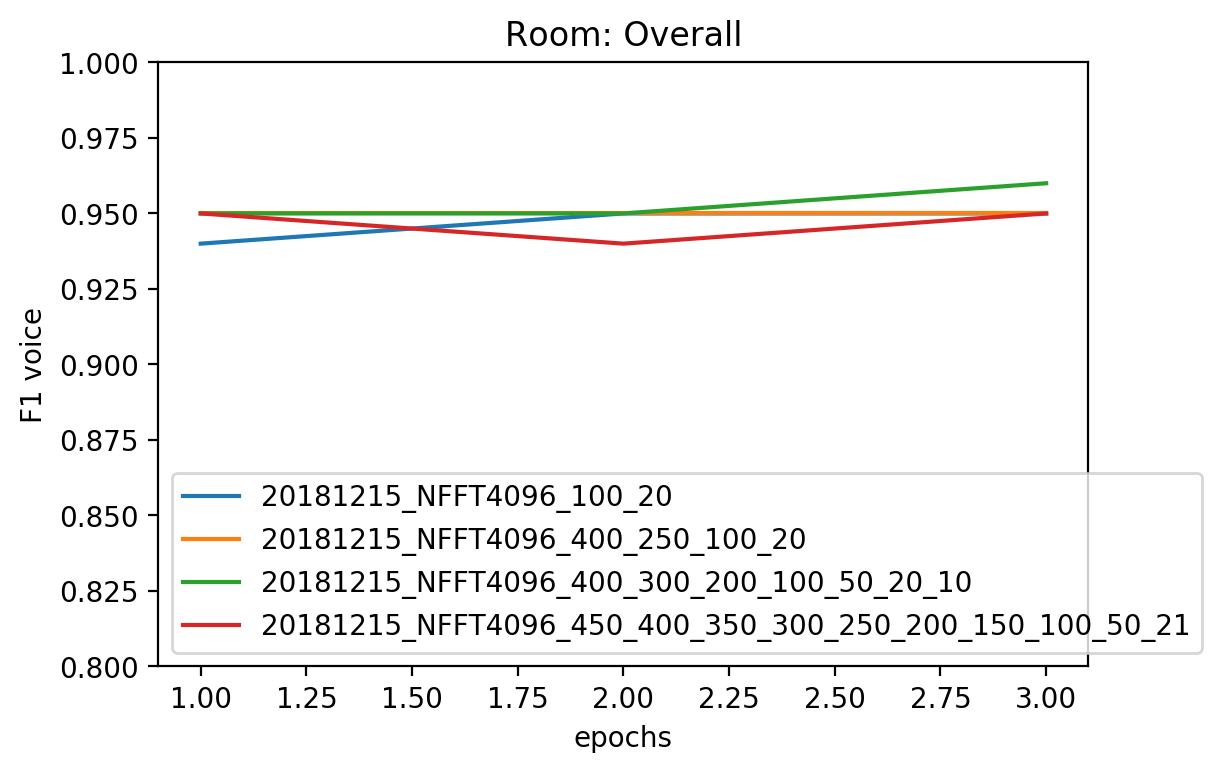 Room: Overall
1.000
0.975
0.950
0.925
0.900
0.875
0.850
0.825
0.800
F1 voice
20181215_NFFT4096_100_20
20181215_NFFT4096_400_250_100_20
20181215_NFFT4096_400_300_200_100_50_20_10
20181215_NFFT4096_450_400_350_300_250_200_150_100_50_21
1.00 1.25 1.50 1.75 2.00 2.25 2.50 2.75 3.00
epochs